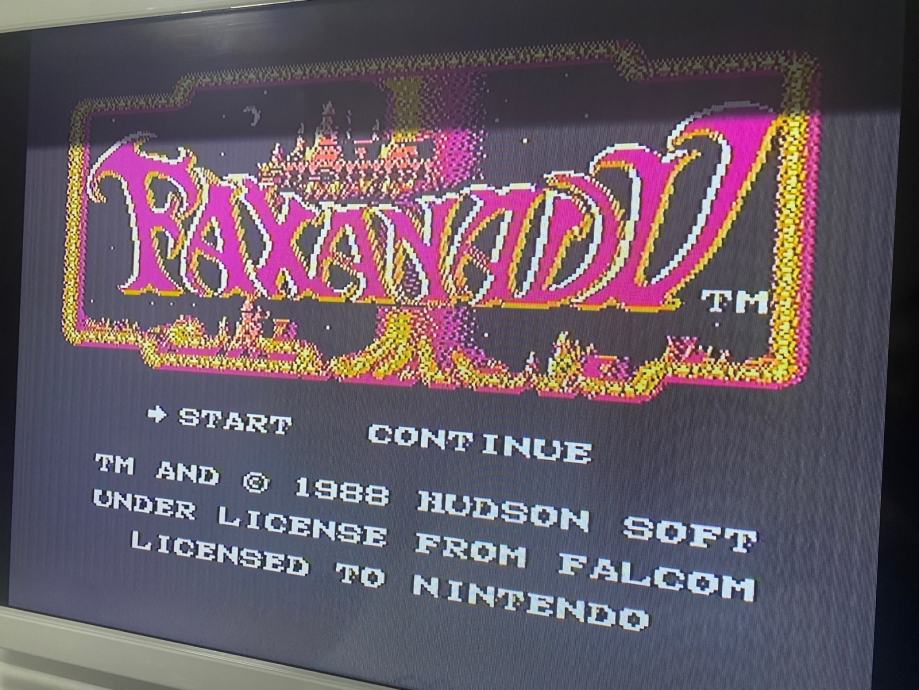 FAXANADU
TM
→ START CONTINUE
TM AND © 1988 HUDSON SOFT
UNDER LICENSE FROM FALCOM
LICENSED TO NINTENDO